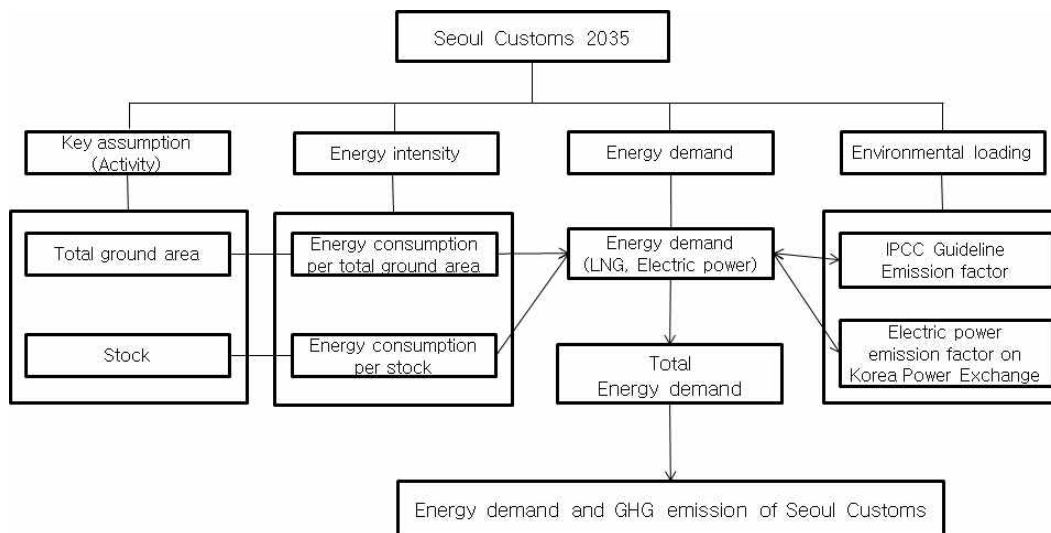 Seoul Customs 2035
Key assumption
(Activity)
Energy intensity
Energy demand
Environmental loading
Total ground area
Energy consumption
per total ground area
Energy demand
(LNG, Electric power)
IPCC Guideline
Emission factor
Stock
Energy consumption
per stock
Total
Energy demand
Electric power
emission factor on
Korea Power Exchange
Energy demand and GHG emission of Seoul Customs